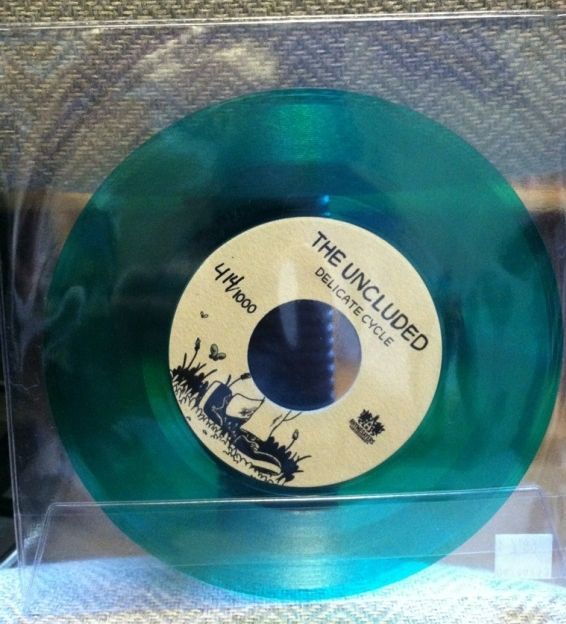 THE UNCLUDED
DELICATE CYCLE
414/1000